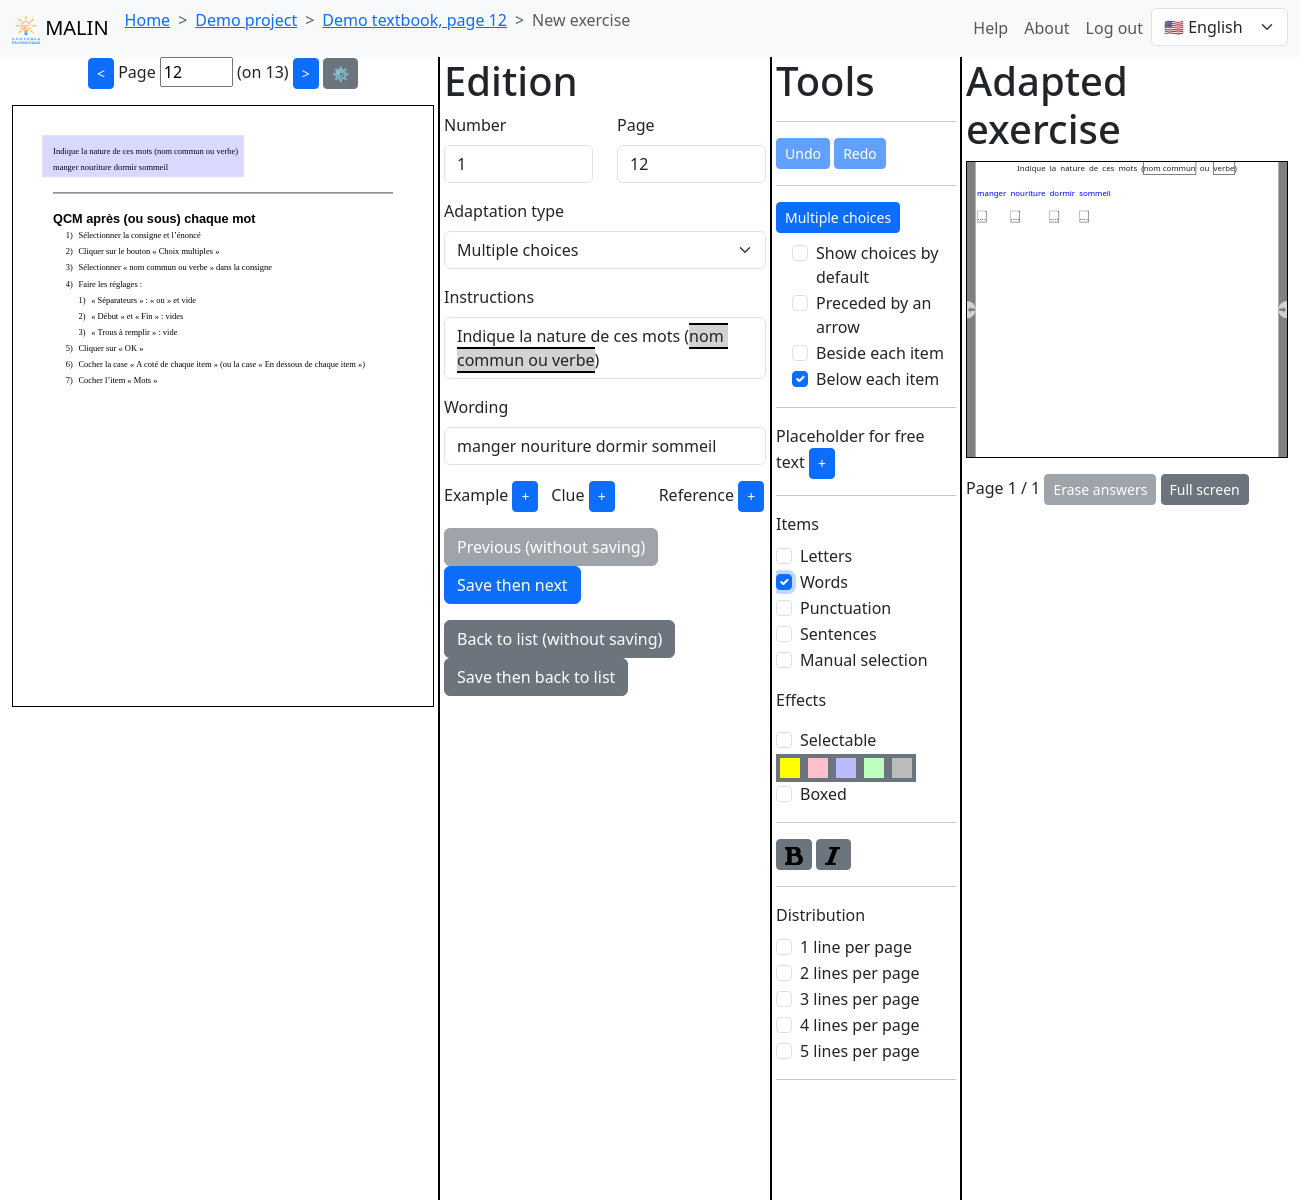 MALIN
Home > Demo project > Demo textbook, page 12 > New exercise
Help About Log out 🇺🇸 English
< Page 12 (on 13) > ⚙️
Indique la nature de ces mots (nom commun ou verbe)
manger nouriture dormir sommeil
QCM après (ou sous) chaque mot
1) Sélectionner la consigne et l’énoncé
2) Cliquer sur le bouton « Choix multiples »
3) Sélectionner « nom commun ou verbe » dans la consigne
4) Faire les réglages :
1) « Séparateurs » : « ou » et vide
2) « Début » et « Fin » : vides
3) « Trous à remplir » : vide
5) Cliquer sur « OK »
6) Cocher la case « A coté de chaque item » (ou la case « En dessous de chaque item »)
7) Cocher l’item « Mots »
Edition
Number Page
1 12
Adaptation type
Multiple choices
Instructions
Indique la nature de ces mots (nom
commun ou verbe)
Wording
manger nouriture dormir sommeil
Example + Clue + Reference +
Previous (without saving)
Save then next
Back to list (without saving)
Save then back to list
Tools
Undo Redo
Multiple choices
Show choices by
default
Preceded by an
arrow
Beside each item
Below each item
Placeholder for free
text +
Items
Letters
Words
Punctuation
Sentences
Manual selection
Effects
Selectable
Boxed
B I
Distribution
1 line per page
2 lines per page
3 lines per page
4 lines per page
5 lines per page
Adapted
exercise
Indique la nature de ces mots (nom commun ou verbe)
manger nouriture dormir sommeil
.... .... .... ....
Page 1 / 1 Erase answers Full screen